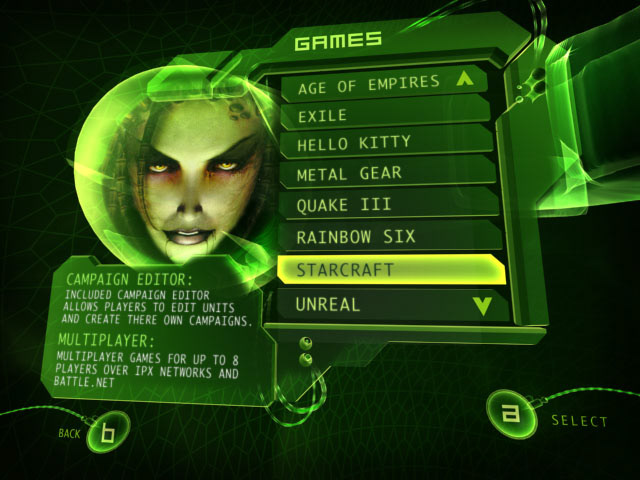 GAMES
AGE OF EMPIRES
EXILE
HELLO KITTY
METAL GEAR
QUAKE III
RAINBOW SIX
STARCRAFT
UNREAL
CAMPAIGN EDITOR:
INCLUDED CAMPAIGN EDITOR
ALLOWS PLAYERS TO EDIT UNITS
AND CREATE THERE OWN CAMPAIGNS.
MULTIPLAYER:
MULTIPLAYER GAMES FOR UP TO 8
PLAYERS OVER IPX NETWORKS AND
BATTLE.NET
BACK b
a SELECT